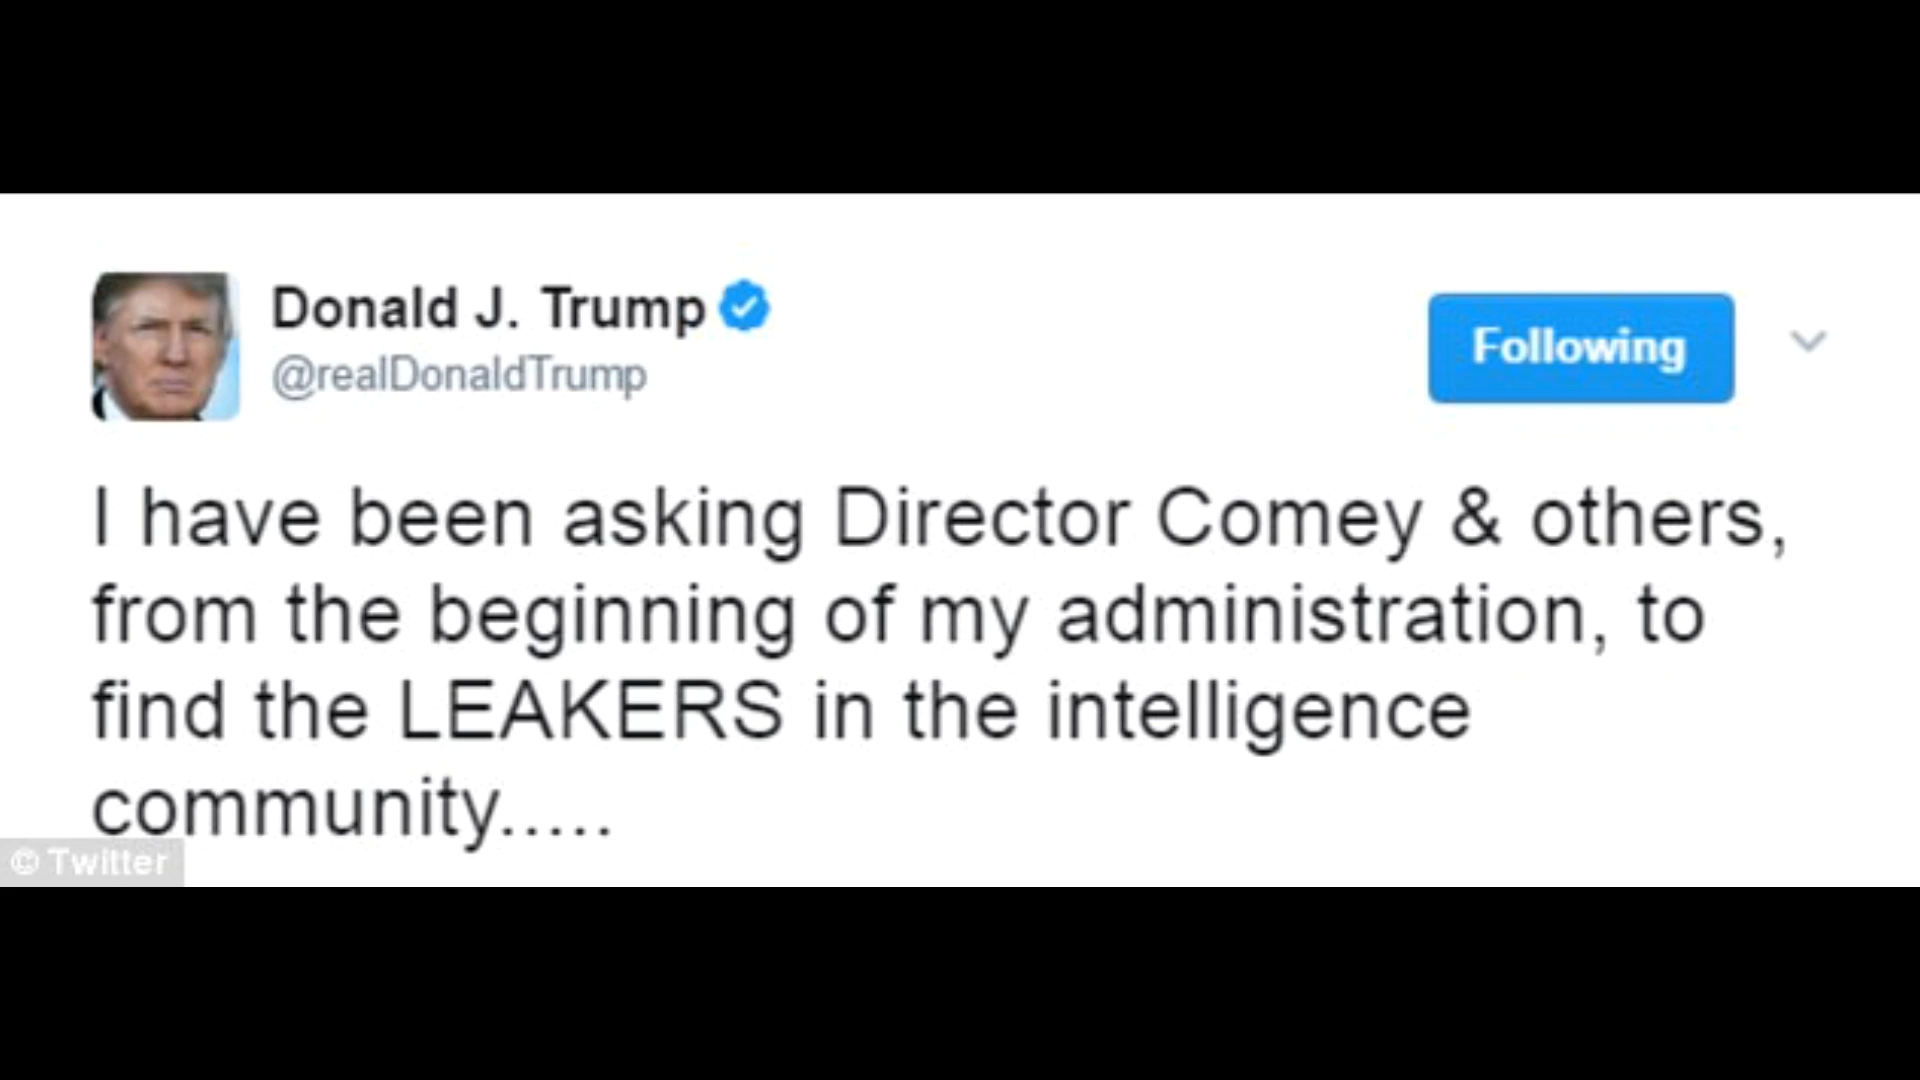 Donald J. Trump
@realDonaldTrump
Following
I have been asking Director Comey & others,
from the beginning of my administration, to
find the LEAKERS in the intelligence
community.....
© Twitter